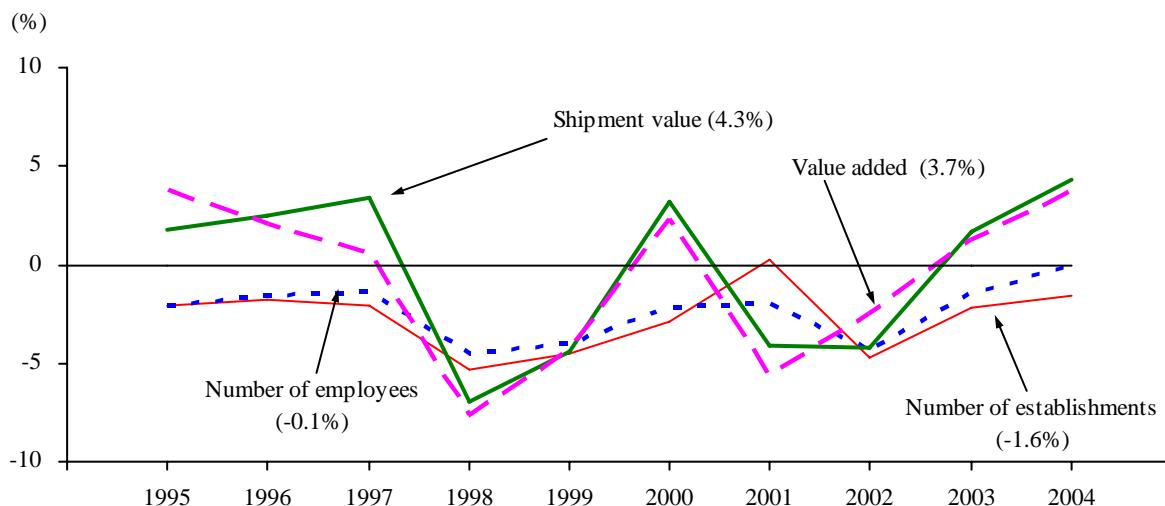 (%)
10
Shipment value (4.3%)
Value added (3.7%)
5
0
-5
Number of employees
(-0.1%)
Number of establishments
(-1.6%)
-10
1995 1996 1997 1998 1999 2000 2001 2002 2003 2004